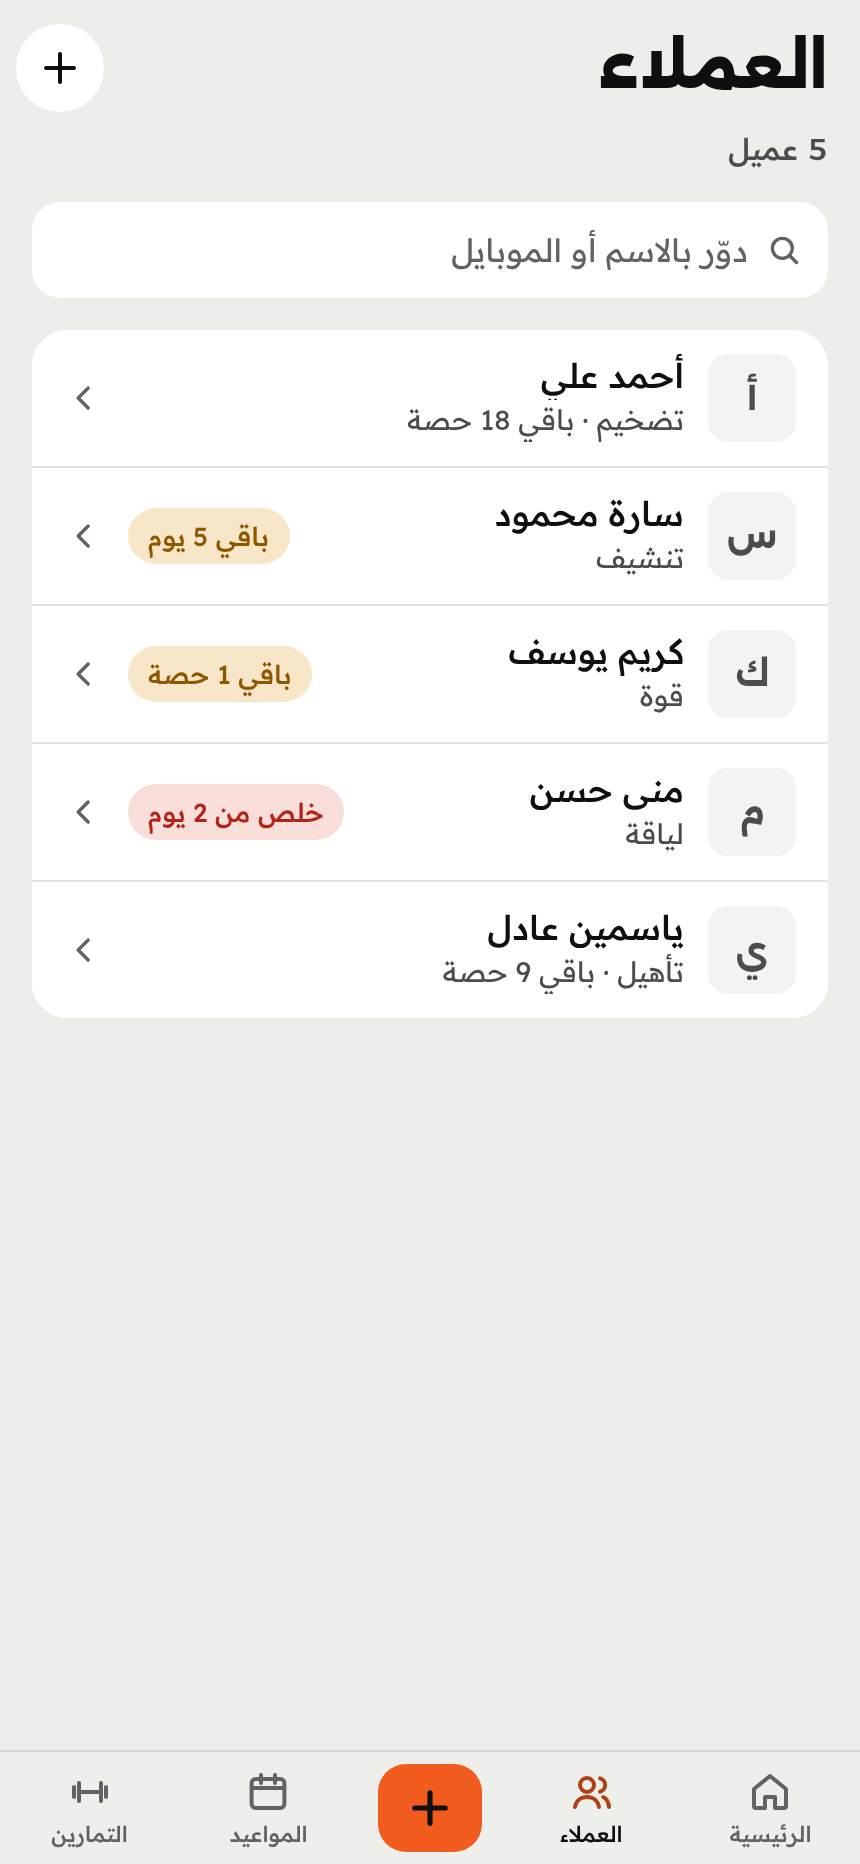 العملاء
5 عميل
دوّر بالاسم أو الموبايل
أ
أحمد علي
تضخيم · باقي 18 حصة
س
سارة محمود
تنشيف
باقي 5 يوم
ك
كريم يوسف
قوة
باقي 1 حصة
م
منى حسن
لياقة
خلص من 2 يوم
ي
ياسمين عادل
تأهيل · باقي 9 حصة
الرئيسية
العملاء
المواعيد
التمارين